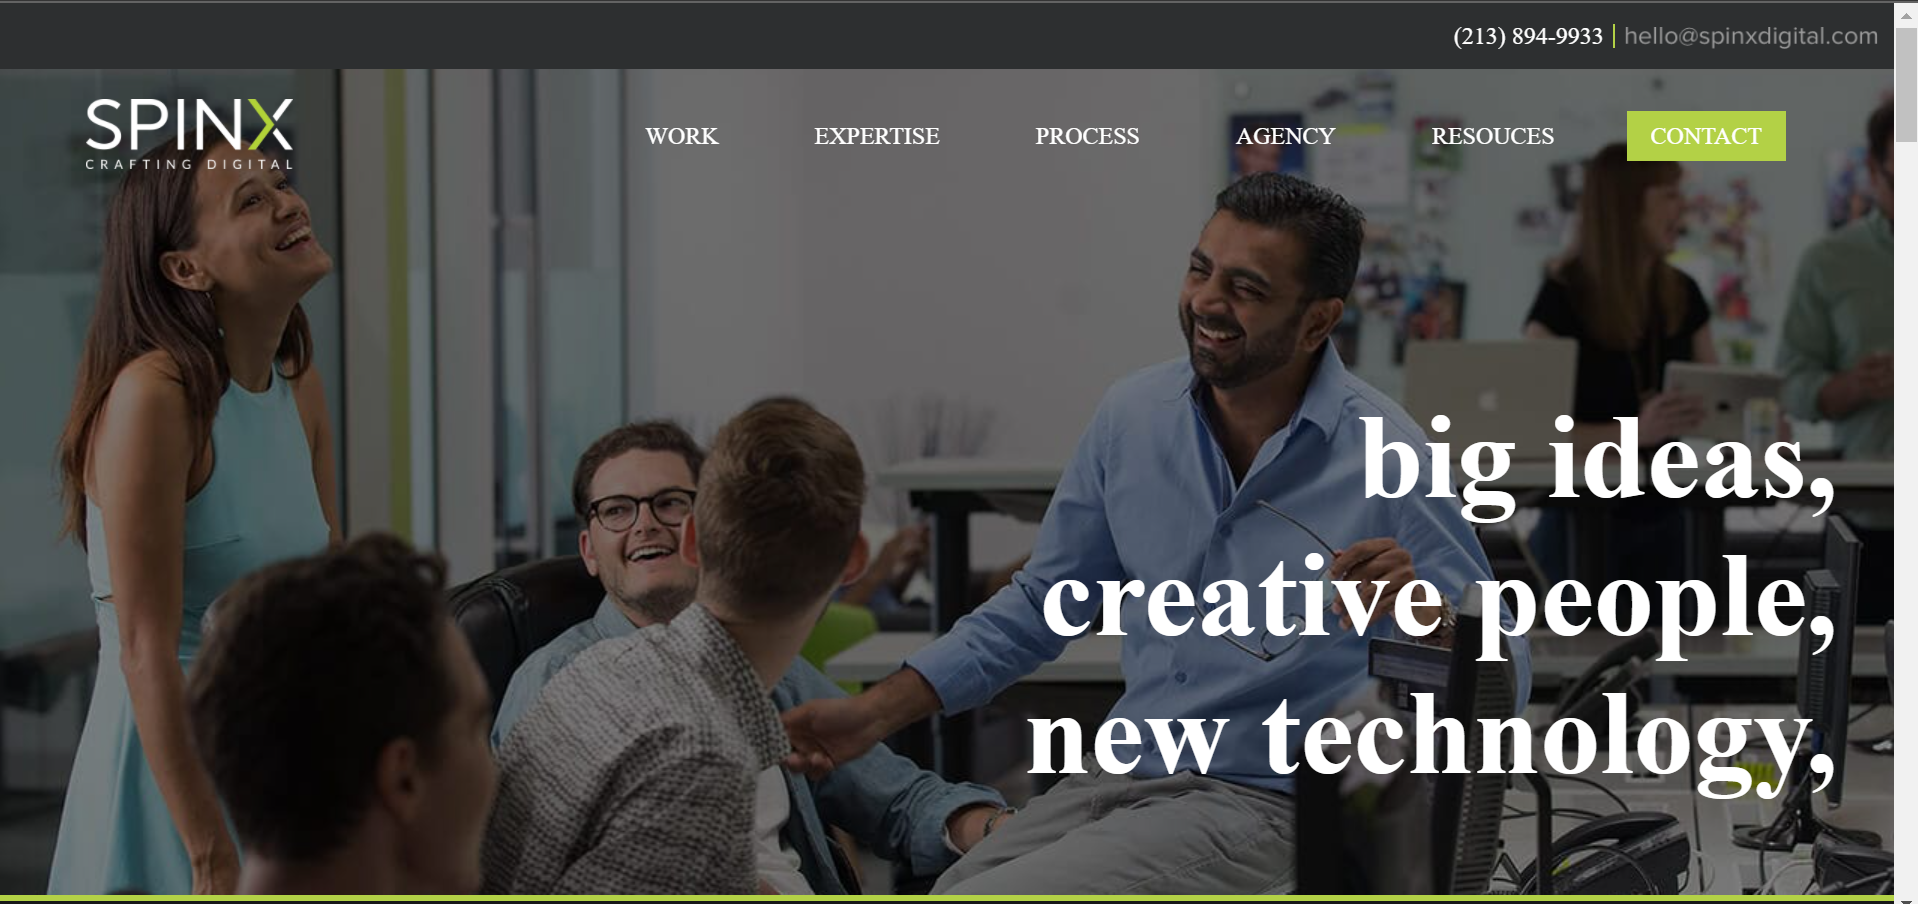 (213) 894-9933 | hello@spinxdigital.com
SPINX
CRAFTING DIGITAL
WORK EXPERTISE PROCESS AGENCY RESOUCES CONTACT
big ideas,
creative people,
new technology,